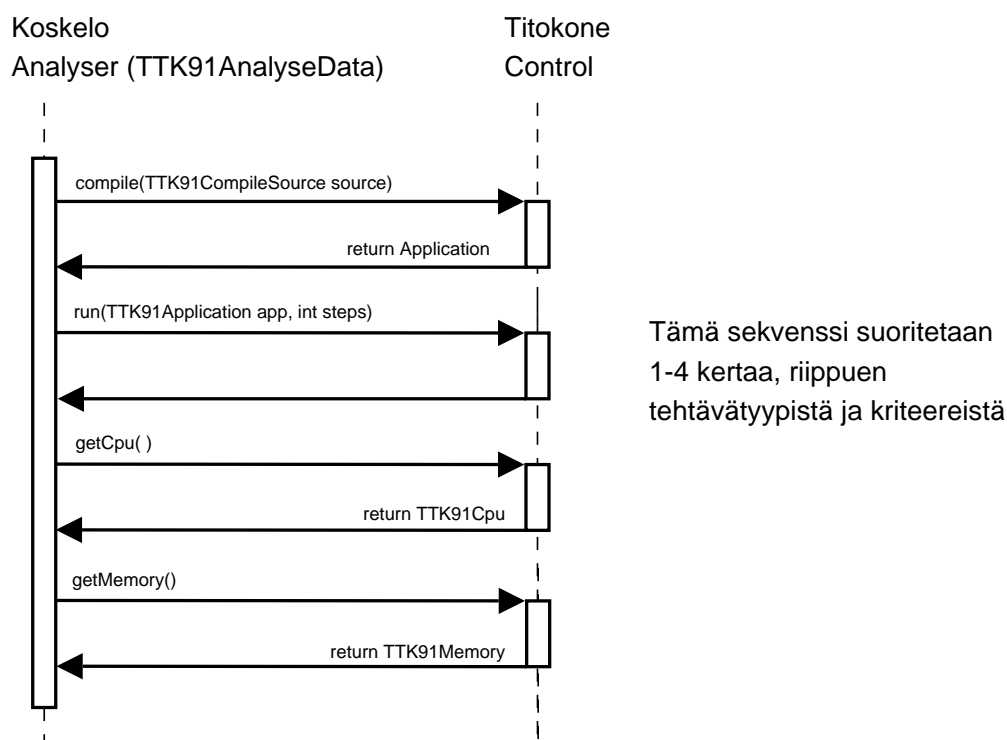 Koskelo
Analyser (TTK91AnalyseData)
Titokone
Control
compile(TTK91CompileSource source)
return Application
run(TTK91Application app, int steps)
getCpu( )
return TTK91Cpu
getMemory()
return TTK91Memory
Tämä sekvenssi suoritetaan
1-4 kertaa, riippuen
tehtävätyypistä ja kriteereistä